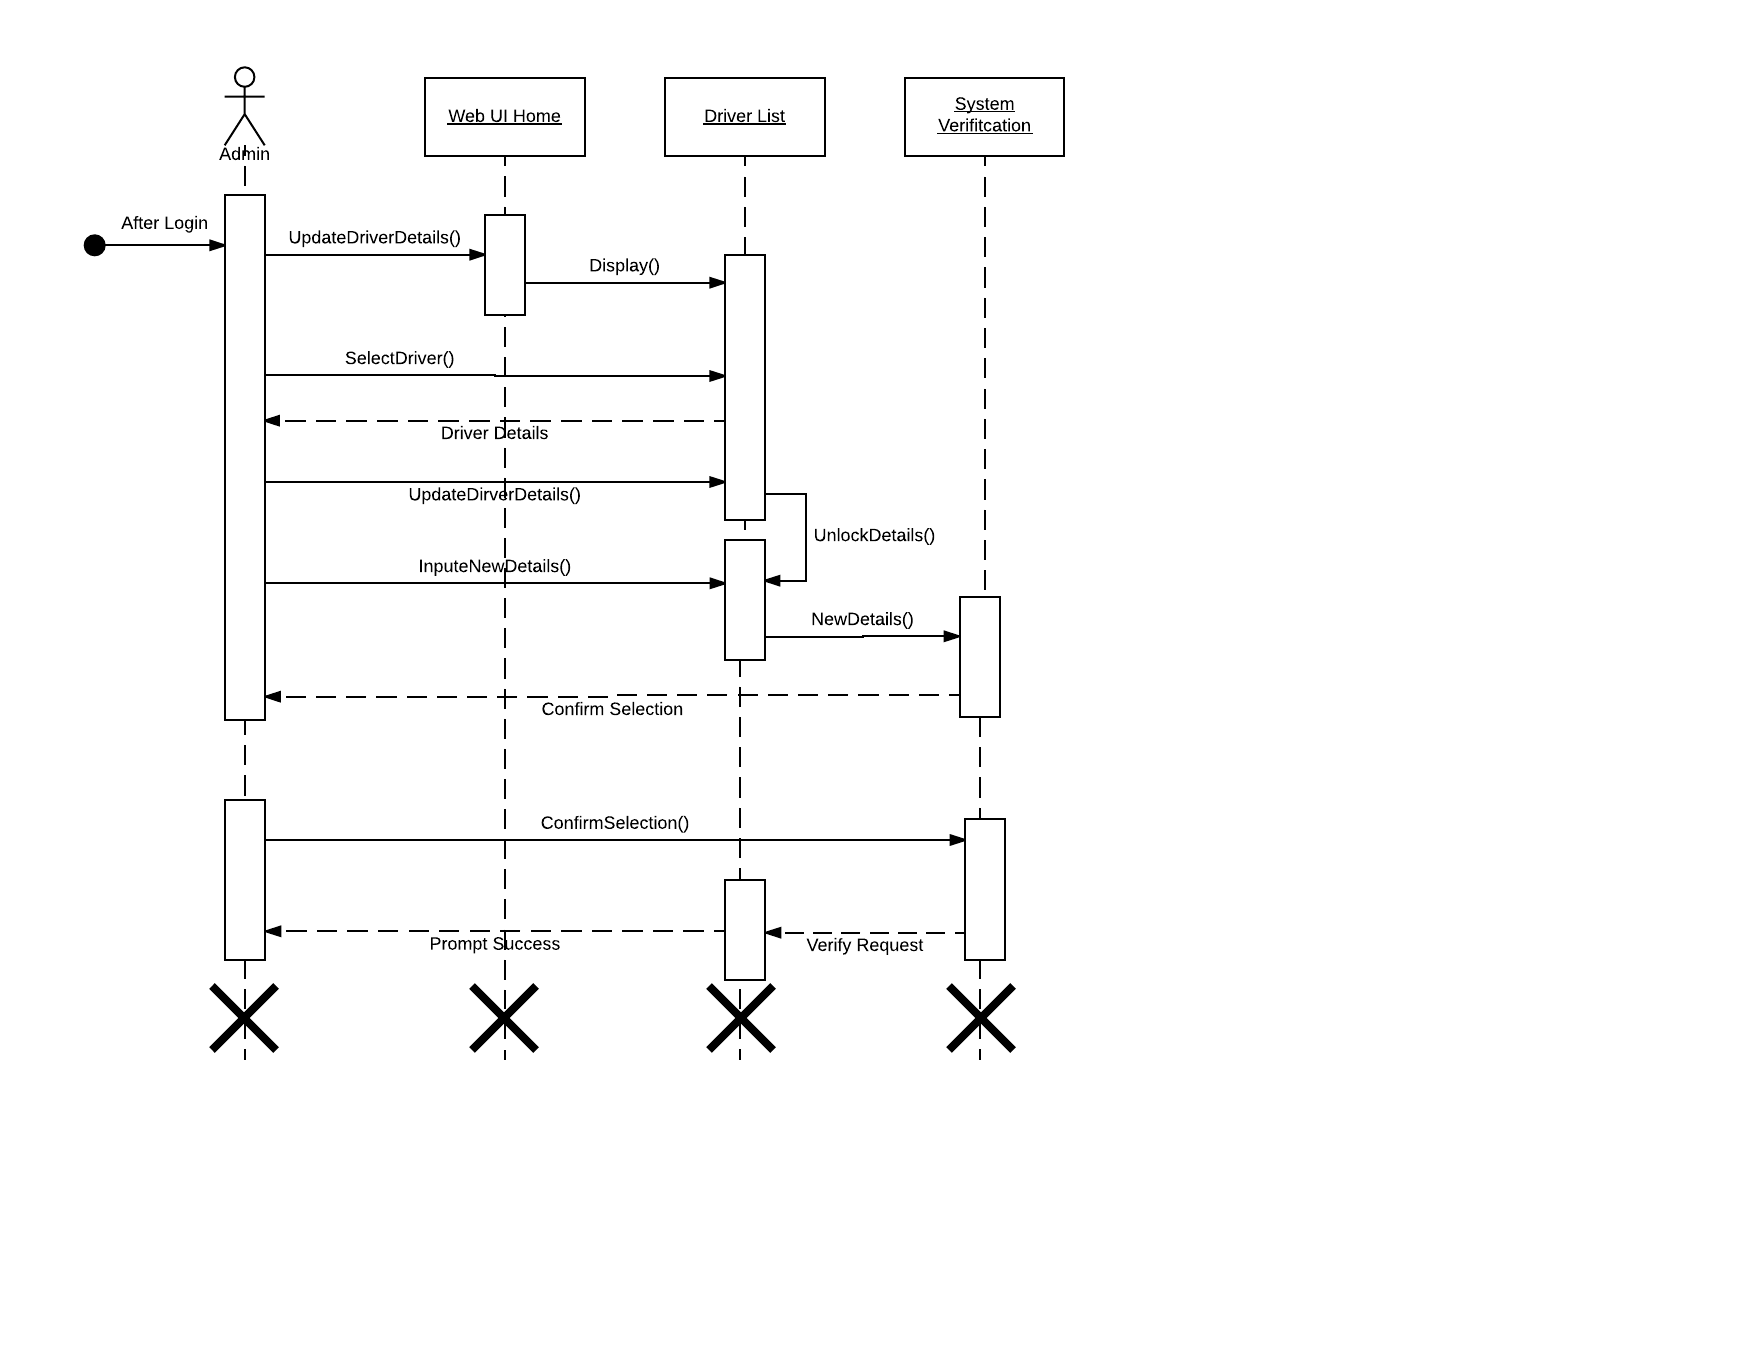 Admin
Web UI Home
Driver List
System
Verifitcation
After Login
UpdateDriverDetails()
Display()
SelectDriver()
Driver Details
UpdateDirverDetails()
UnlockDetails()
InputeNewDetails()
NewDetails()
Confirm Selection
ConfirmSelection()
Prompt Success
Verify Request